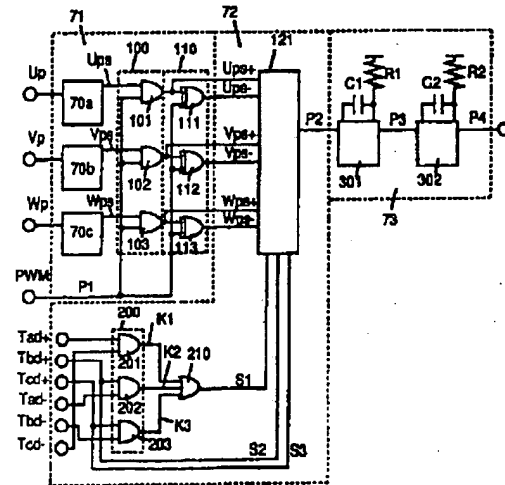 71
72
100
110
121
Up
Ups
Ups+
Ups-
70a
101
111
C1
R1
C2
R2
Vp
Vps
Vps+
Vps-
70b
102
112
P2
P3
P4
301
302
Wp
Wps
Wps+
Wps-
70c
103
113
73
PWM
P1
200
K1
K2
210
Tad+
Tbd+
Tcd+
Tad-
Tbd-
Tcd-
201
202
203
K3
S1
S2
S3